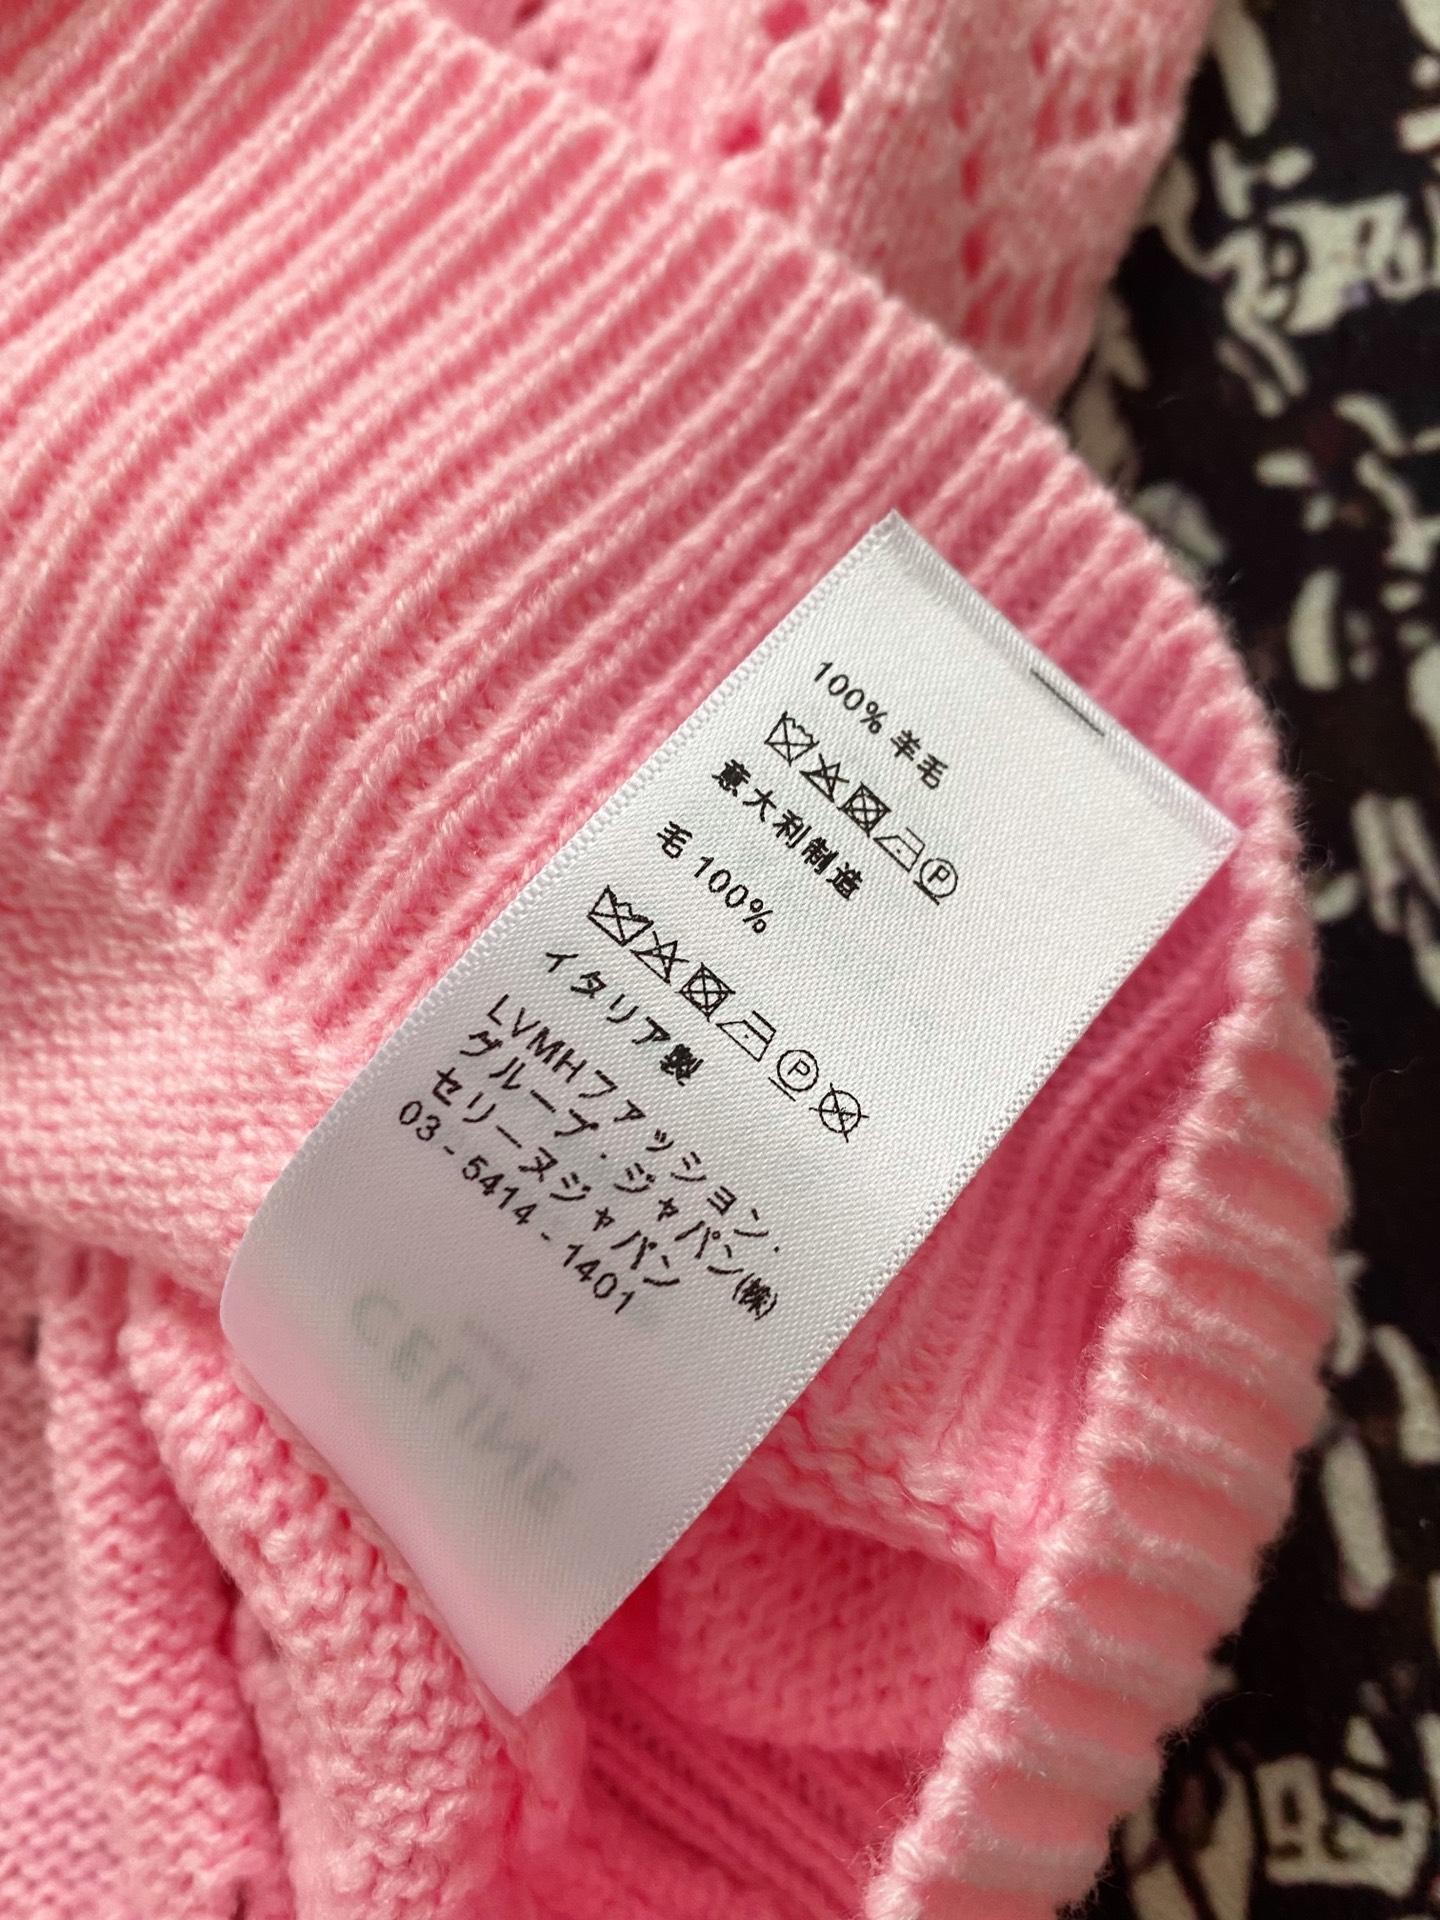 100% 羊毛
P
意大利制造
毛 100%
P
イタリア製
LVMHファッション・
グループ・ジャパン(株)
セリーヌジャパン
03-5414-1401
CELINE